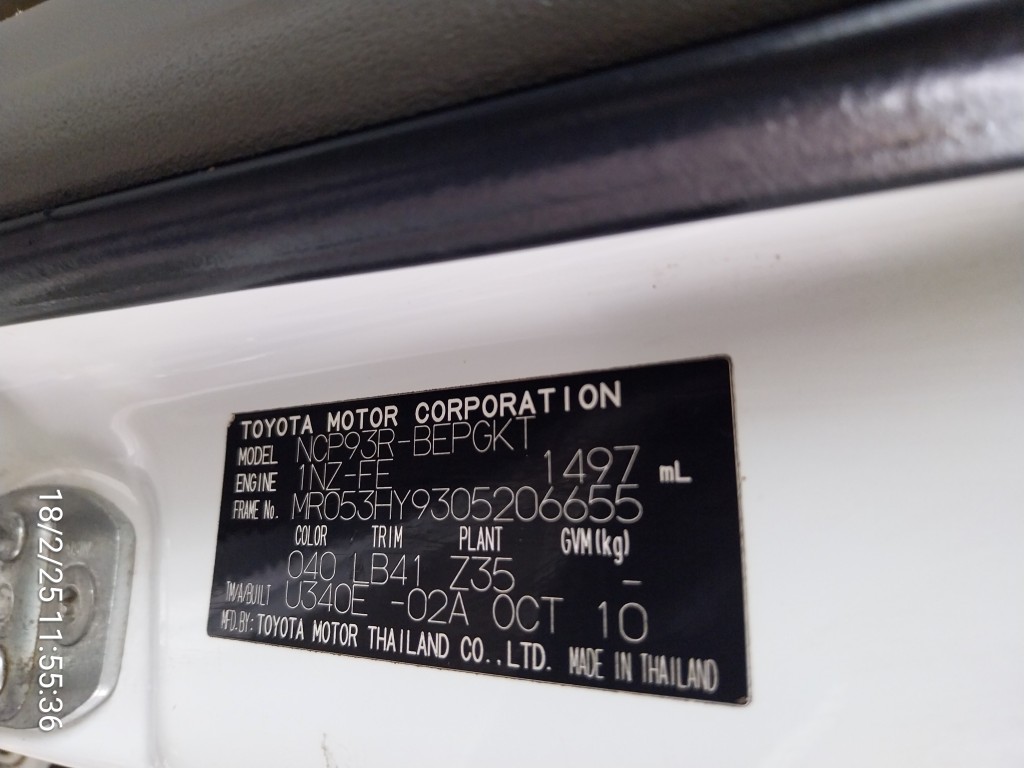 TOYOTA MOTOR CORPORATION
MODEL NCP93R-BEPGKT
ENGINE 1NZ-FE 1497 mL
FRAME No. MR053HY9305206655
COLOR TRIM PLANT GVM(kg)
040 LB41 Z35 -
TM/A/BUILT U340E -02A OCT 10
MFD.BY: TOYOTA MOTOR THAILAND CO.,LTD. MADE IN THAILAND
18/2/25 11:55:36